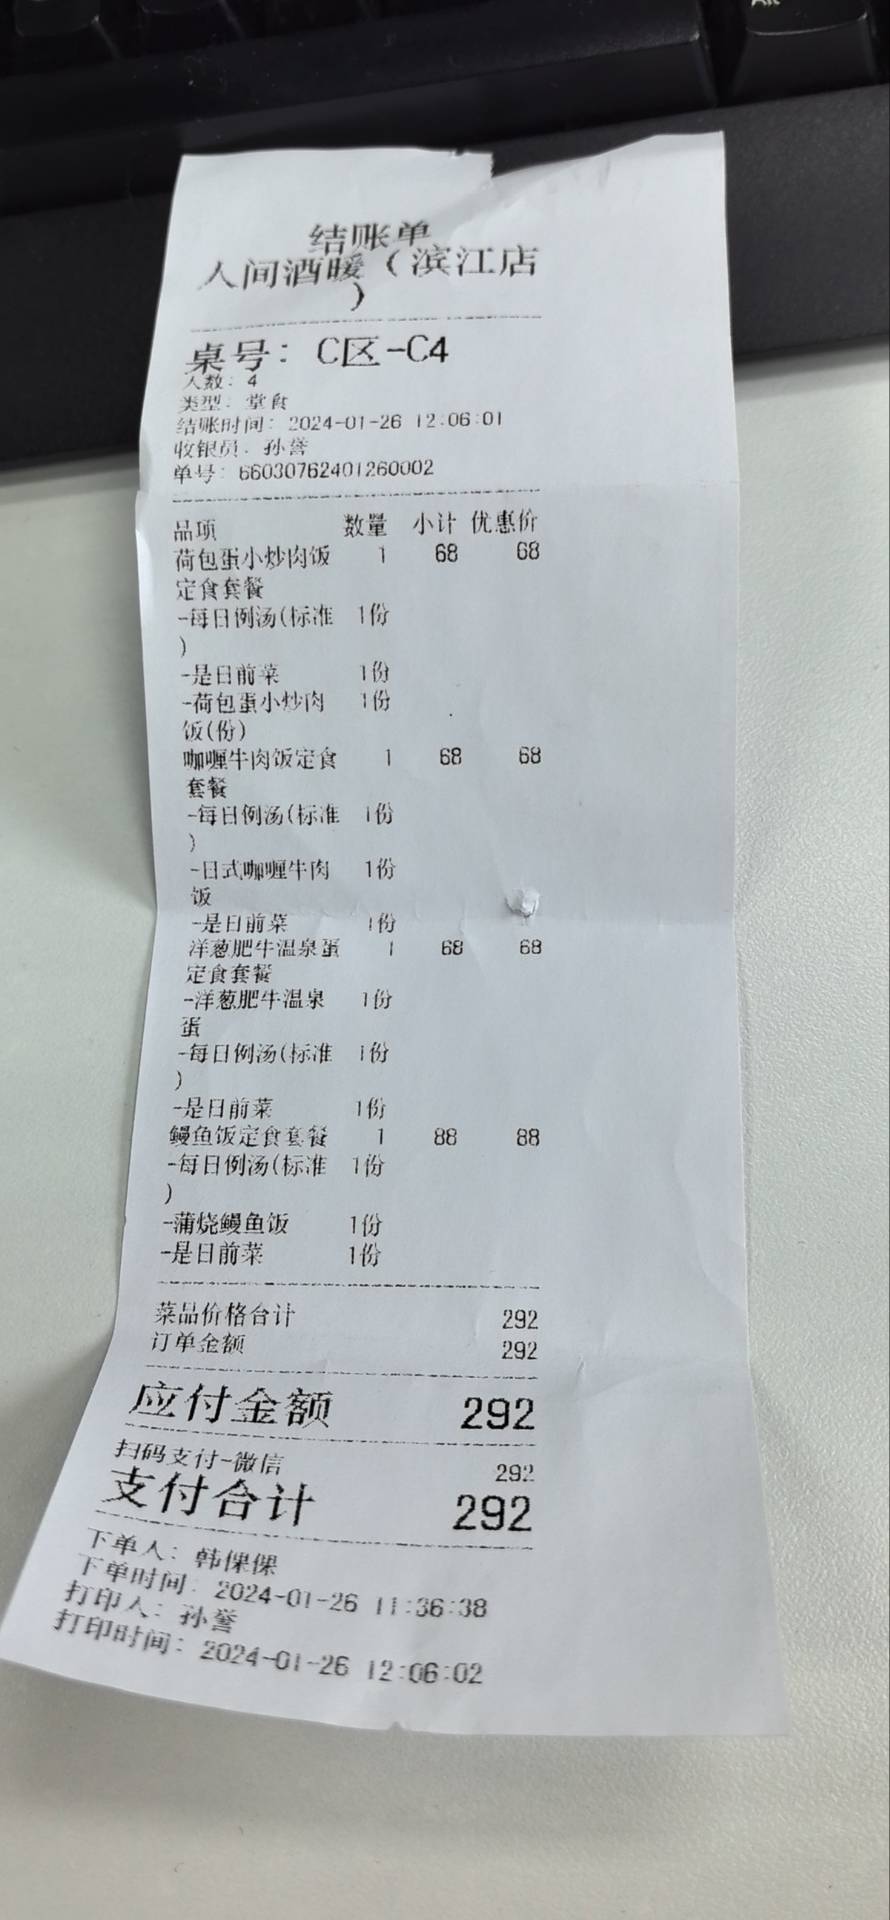 结账单
人间酒暖（滨江店
）
桌号：C区-C4
人数：4
类型：堂食
结账时间：2024-01-26 12:06:01
收银员：孙誉
单号：66030762401260002
品项 数量 小计 优惠价
荷包蛋小炒肉饭 1 68 68
定食套餐
-每日例汤(标准 1份
)
-是日前菜 1份
-荷包蛋小炒肉 1份
饭(份)
咖喱牛肉饭定食 1 68 68
套餐
-每日例汤(标准 1份
)
-日式咖喱牛肉 1份
饭
-是日前菜 1份
洋葱肥牛温泉蛋 1 68 68
定食套餐
-洋葱肥牛温泉 1份
蛋
-每日例汤(标准 1份
)
-是日前菜 1份
鳗鱼饭定食套餐 1 88 88
-每日例汤(标准 1份
)
-蒲烧鳗鱼饭 1份
-是日前菜 1份
菜品价格合计 292
订单金额 292
应付金额 292
扫码支付-微信 292
支付合计 292
下单人：韩倮倮
下单时间：2024-01-26 11:36:38
打印人：孙誉
打印时间：2024-01-26 12:06:02